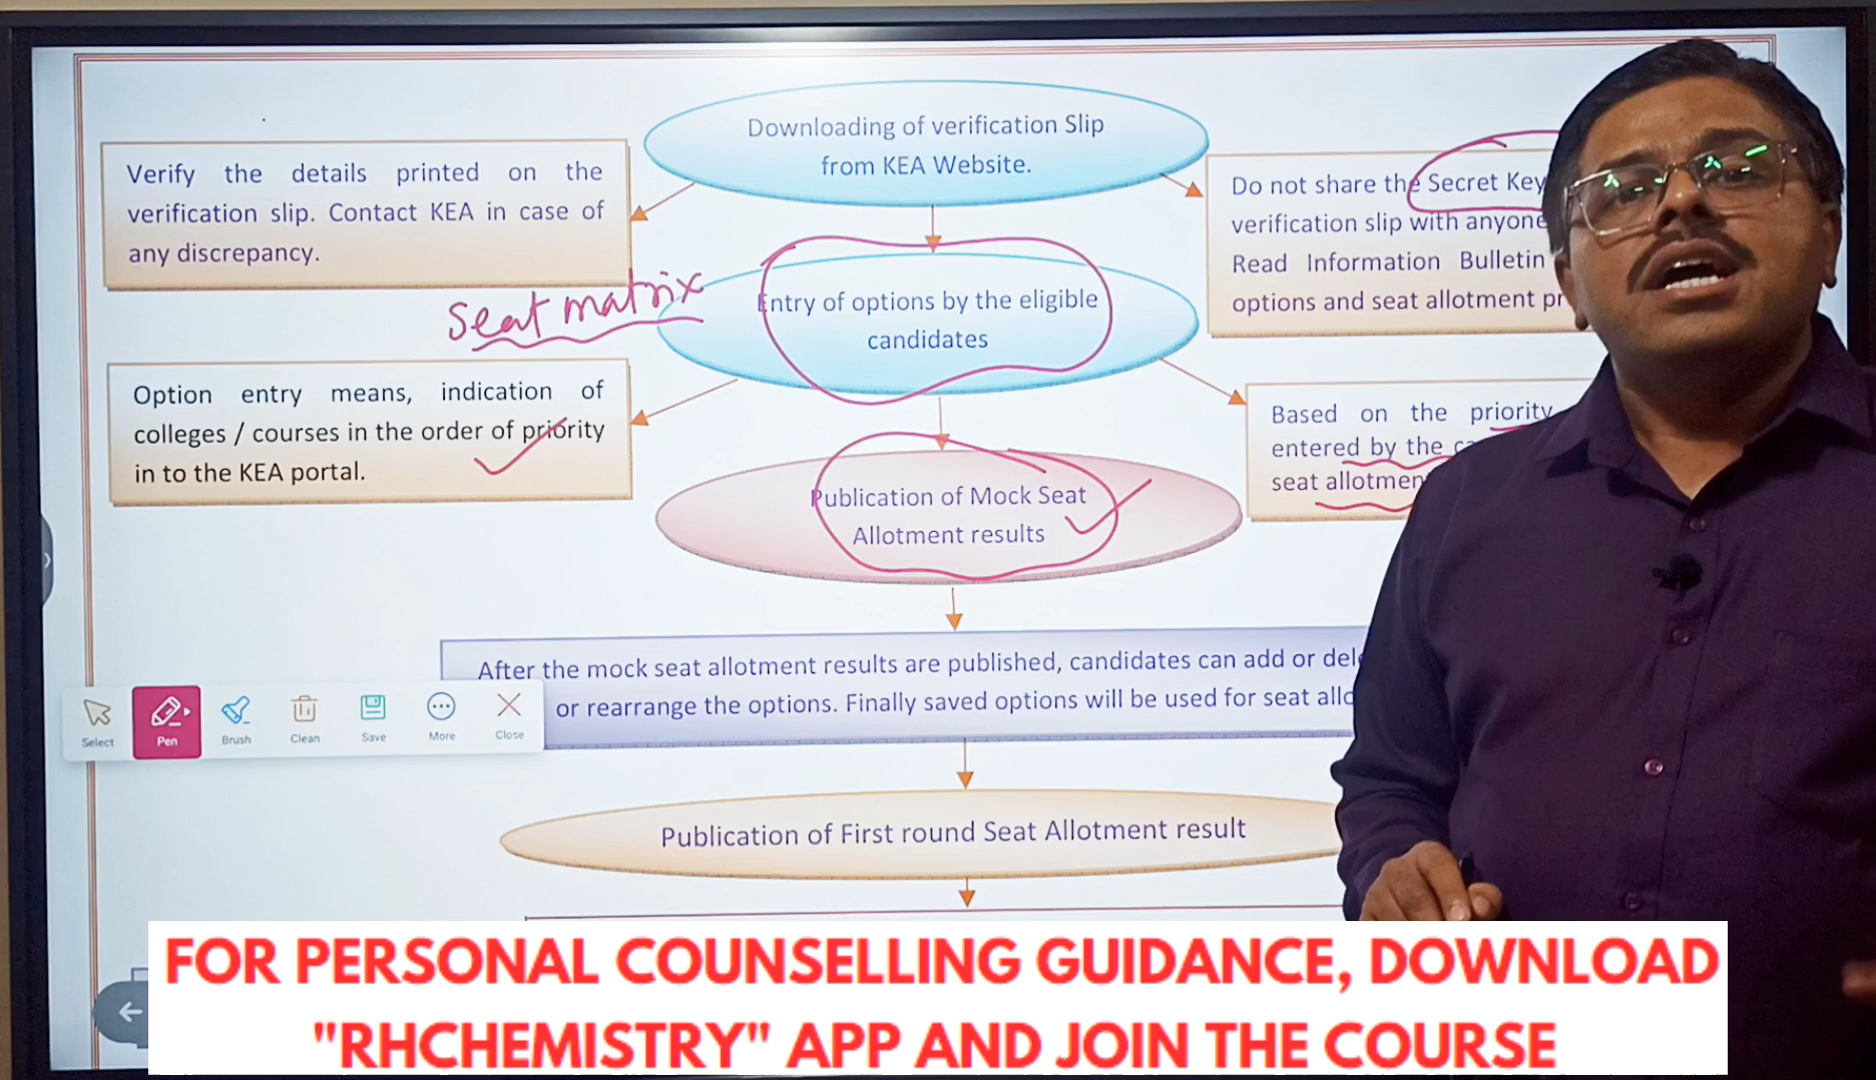 Downloading of verification Slip
from KEA Website.
Verify the details printed on the
verification slip. Contact KEA in case of
any discrepancy.
Do not share the Secret Key
verification slip with anyone
Read Information Bulletin
options and seat allotment
Seat matrix
Entry of options by the eligible
candidates
Option entry means, indication of
colleges / courses in the order of priority
in to the KEA portal.
Based on the priority
entered by the
seat
Publication of Mock Seat
Allotment results
After the mock seat allotment results are published, candidates can add or
or rearrange the options. Finally saved options will be used for seat
Select
Pen
Brush
Clean
Save
More
Close
Publication of First round Seat Allotment result
FOR PERSONAL COUNSELLING GUIDANCE, DOWNLOAD
"RHCHEMISTRY" APP AND JOIN THE COURSE